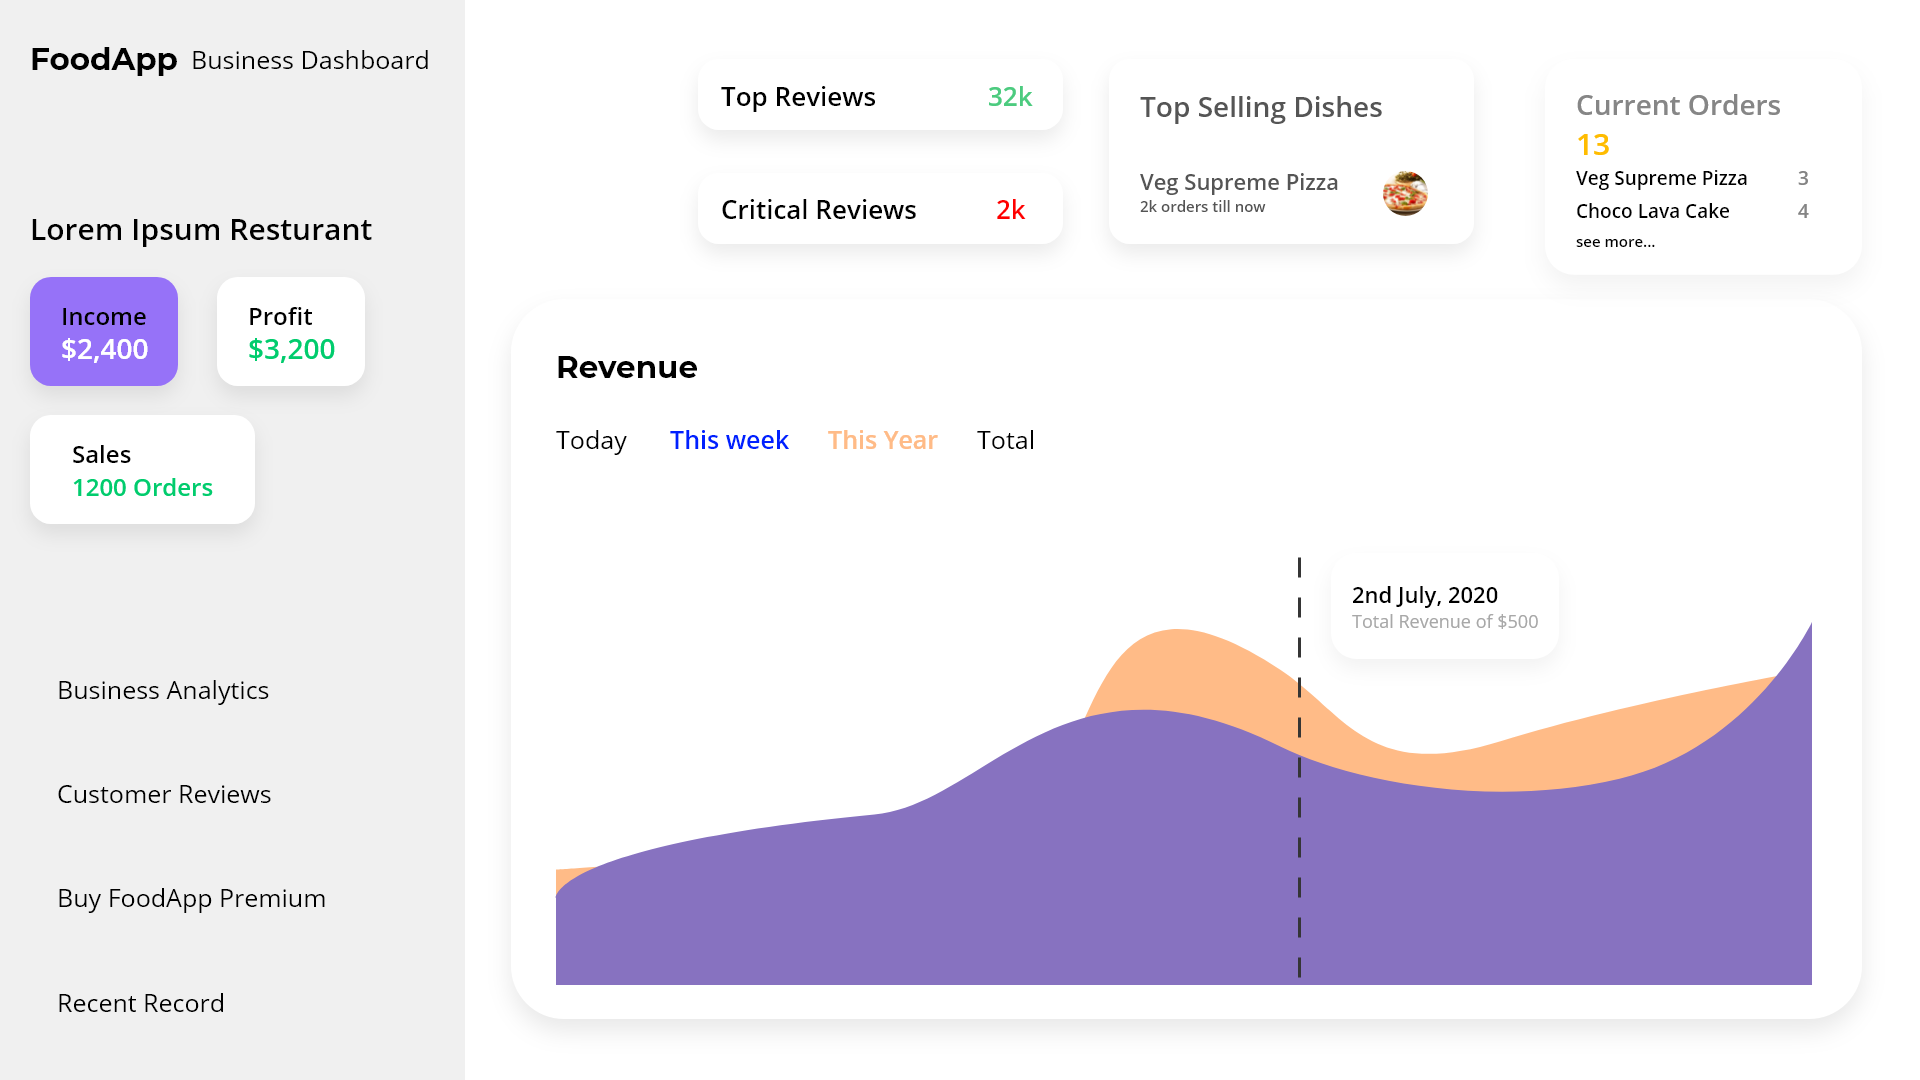 FoodApp Business Dashboard
Lorem Ipsum Resturant
Income
$2,400
Profit
$3,200
Sales
1200 Orders
Business Analytics
Customer Reviews
Buy FoodApp Premium
Recent Record
Top Reviews 32k
Critical Reviews 2k
Top Selling Dishes
Veg Supreme Pizza
2k orders till now
Current Orders
13
Veg Supreme Pizza 3
Choco Lava Cake 4
see more...
Revenue
Today This week This Year Total
2nd July, 2020
Total Revenue of $500